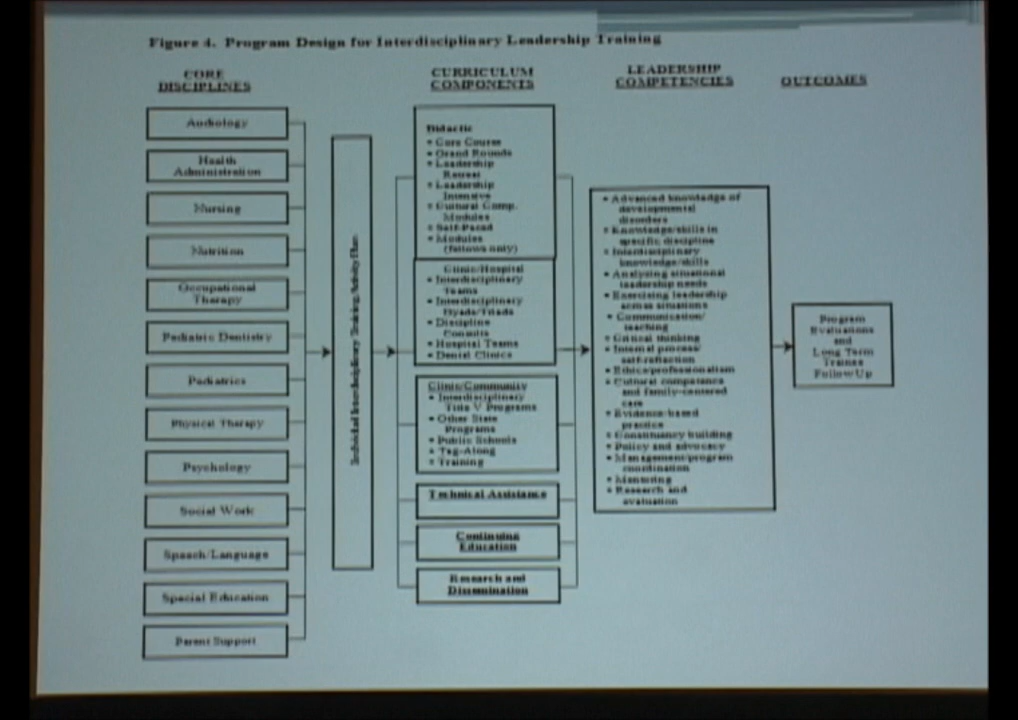 Figure 4. Program Design for Interdisciplinary Leadership Training
CORE
DISCIPLINES
Audiology
Health
Administration
Nursing
Nutrition
Occupational
Therapy
Pediatric Dentistry
Pediatrics
Physical Therapy
Psychology
Social Work
Speech/Language
Special Education
Parent Support
Individual Interdisciplinary Training/Activity Plan
CURRICULUM
COMPONENTS
Didactic
• Core Course
• Grand Rounds
• Leadership
Retreat
• Leadership
Intensive
• Cultural Comp.
Modules
• Self-Paced
• Modules
(fellows only)
Clinic/Hospital
• Interdisciplinary
Teams
• Interdisciplinary
Dyads/Triads
• Discipline
Consults
• Hospital Teams
• Dental Clinics
Clinic/Community
• Interdisciplinary
Title V Programs
• Other State
Programs
• Public Schools
• Tag-Along
• Training
Technical Assistance
Continuing
Education
Research and
Dissemination
LEADERSHIP
COMPETENCIES
• Advanced knowledge of
developmental
disorders
• Knowledge/skills in
specific discipline
• Interdisciplinary
knowledge/skills
• Analyzing situational
leadership needs
• Exercising leadership
across situations
• Communication/
teaching
• Critical thinking
• Internal process/
self-reflection
• Ethics/professionalism
• Cultural competence
and family-centered
care
• Evidence-based
practice
• Constituency building
• Policy and advocacy
• Management/program
coordination
• Mentoring
• Research and
evaluation
OUTCOMES
Program
Evaluations
and
Long Term
Trainee
FollowUp